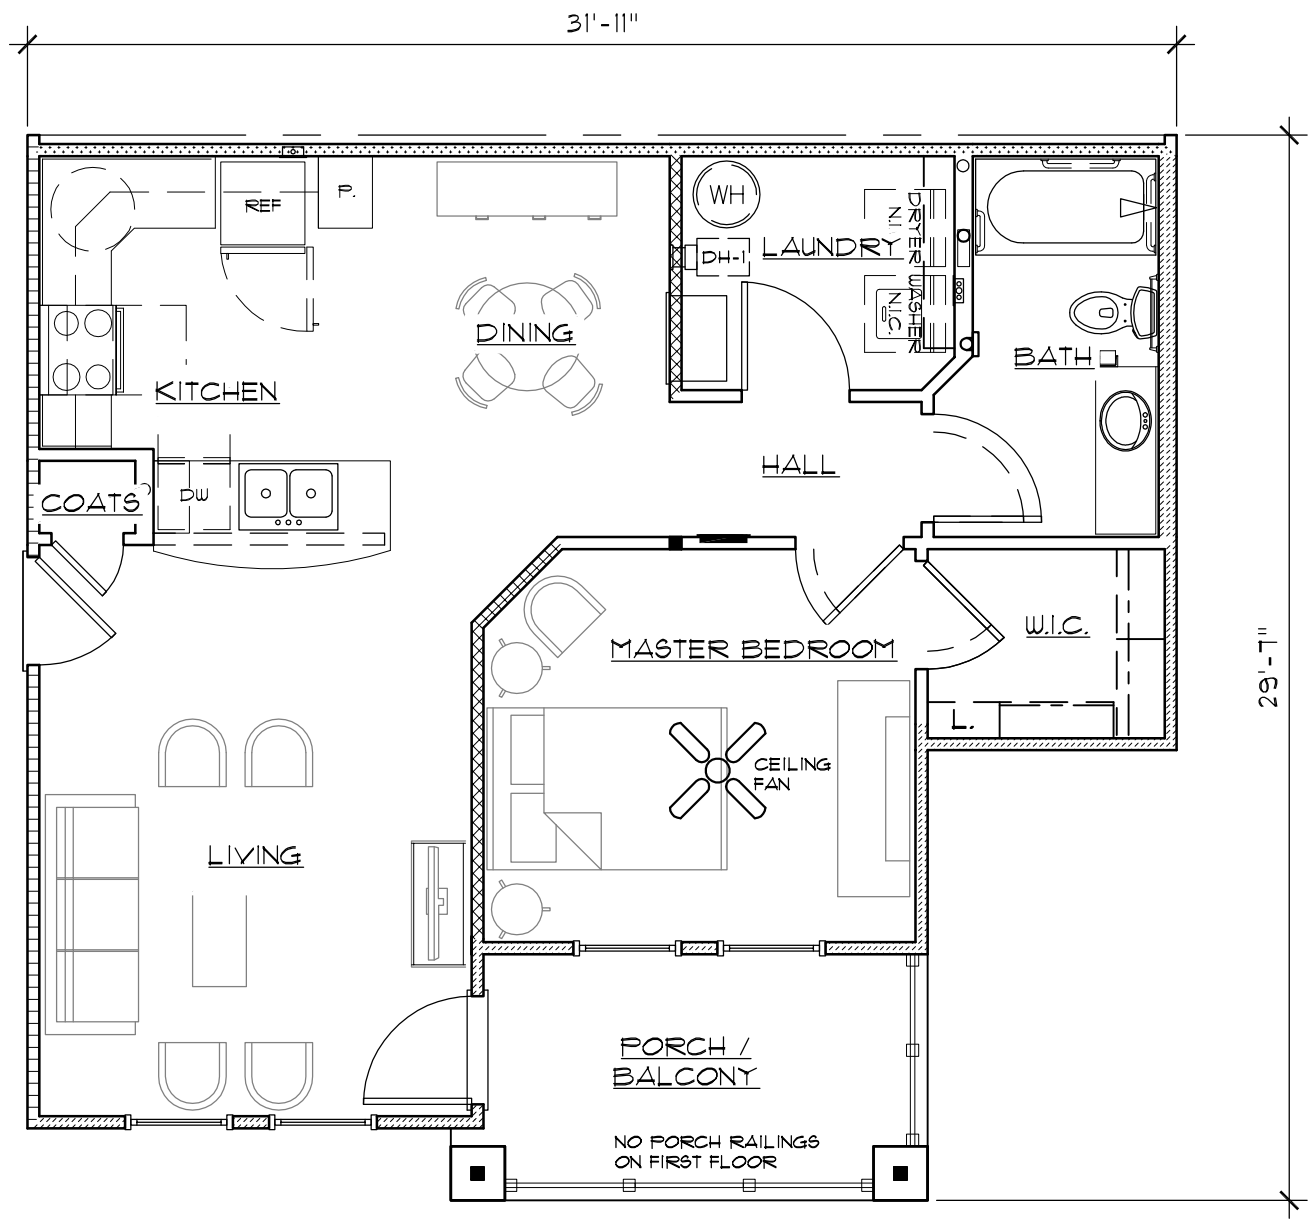 31'-11"
REF
P.
WH
DRYER
N.I.C.
LAUNDRY
DH-1
WASHER
N.I.C.
DINING
BATH
KITCHEN
HALL
DW
COATS
W.I.C.
MASTER BEDROOM
29'-7"
L.
CEILING
FAN
LIVING
PORCH /
BALCONY
NO PORCH RAILINGS
ON FIRST FLOOR